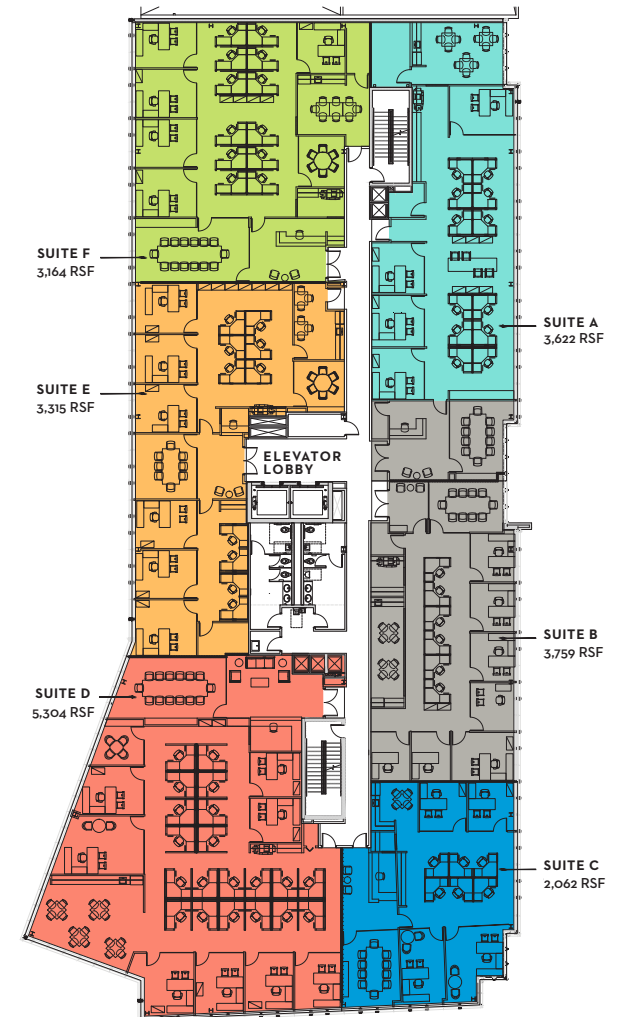 SUITE F
3,164 RSF
SUITE A
3,622 RSF
SUITE E
3,315 RSF
ELEVATOR
LOBBY
SUITE B
3,759 RSF
SUITE D
5,304 RSF
SUITE C
2,062 RSF